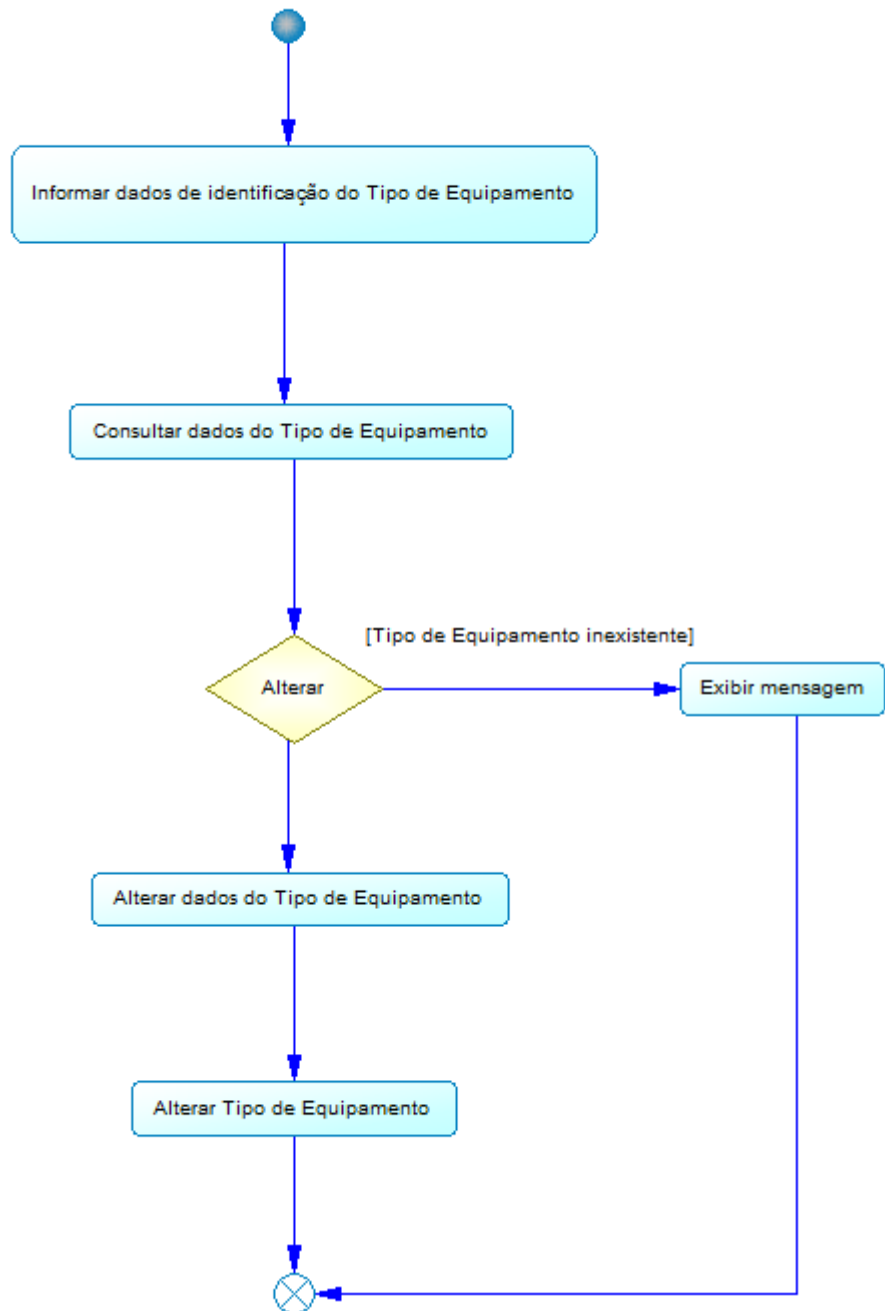 Informar dados de identificação do Tipo de Equipamento
Consultar dados do Tipo de Equipamento
[Tipo de Equipamento inexistente]
Alterar
Exibir mensagem
Alterar dados do Tipo de Equipamento
Alterar Tipo de Equipamento